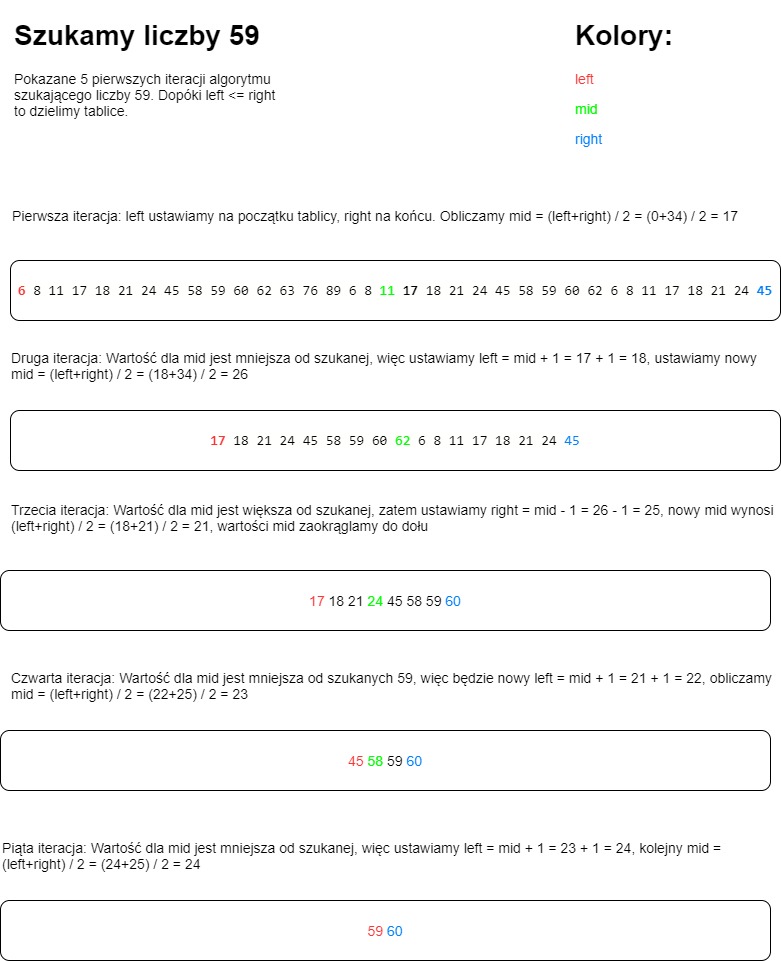 Szukamy liczby 59
Kolory:
Pokazane 5 pierwszych iteracji algorytmu
szukającego liczby 59. Dopóki left <= right
to dzielimy tablice.
left
mid
right
Pierwsza iteracja: left ustawiamy na początku tablicy, right na końcu. Obliczamy mid = (left+right) / 2 = (0+34) / 2 = 17
6 8 11 17 18 21 24 45 58 59 60 62 63 76 89 6 8 11 17 18 21 24 45 58 59 60 62 6 8 11 17 18 21 24 45
Druga iteracja: Wartość dla mid jest mniejsza od szukanej, więc ustawiamy left = mid + 1 = 17 + 1 = 18, ustawiamy nowy
mid = (left+right) / 2 = (18+34) / 2 = 26
17 18 21 24 45 58 59 60 62 6 8 11 17 18 21 24 45
Trzecia iteracja: Wartość dla mid jest większa od szukanej, zatem ustawiamy right = mid - 1 = 26 - 1 = 25, nowy mid wynosi
(left+right) / 2 = (18+21) / 2 = 21, wartości mid zaokrąglamy do dołu
17 18 21 24 45 58 59 60
Czwarta iteracja: Wartość dla mid jest mniejsza od szukanych 59, więc będzie nowy left = mid + 1 = 21 + 1 = 22, obliczamy
mid = (left+right) / 2 = (22+25) / 2 = 23
45 58 59 60
Piąta iteracja: Wartość dla mid jest mniejsza od szukanej, więc ustawiamy left = mid + 1 = 23 + 1 = 24, kolejny mid =
(left+right) / 2 = (24+25) / 2 = 24
59 60